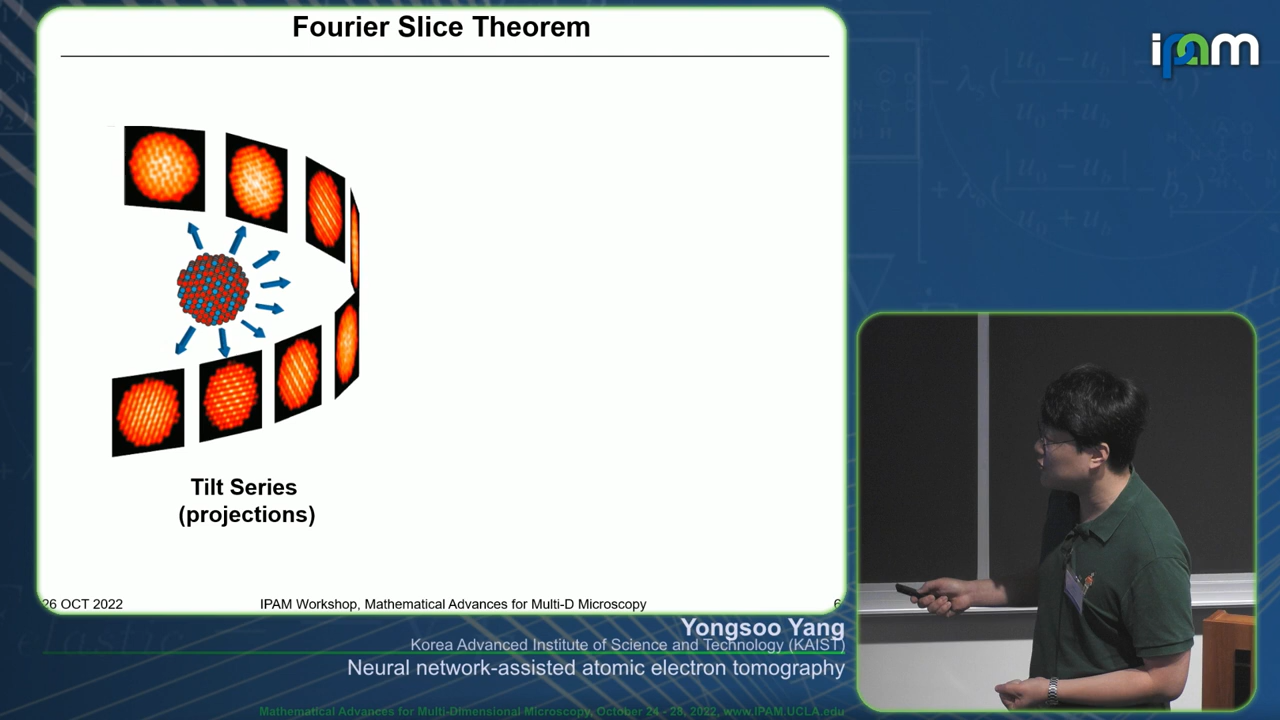 Fourier Slice Theorem
ipam
Tilt Series
(projections)
26 OCT 2022
IPAM Workshop, Mathematical Advances for Multi-D Microscopy
6
Yongsoo Yang
Korea Advanced Institute of Science and Technology (KAIST)
Neural network-assisted atomic electron tomography
Mathematical Advances for Multi-Dimensional Microscopy, October 24 - 28, 2022, www.IPAM.UCLA.edu